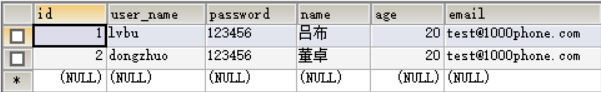 id user_name password name age email
1 lvbu 123456 吕布 20 test@1000phone.com
2 dongzhuo 123456 董卓 20 test@1000phone.com
* (NULL) (NULL) (NULL) (NULL) (NULL) (NULL)